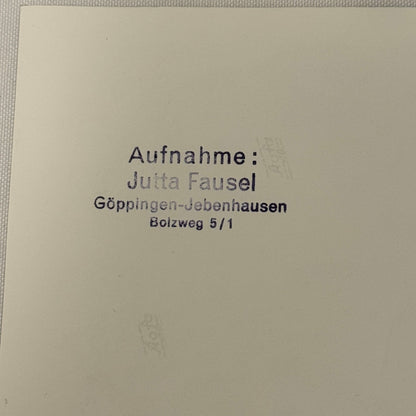 Aufnahme:
Jutta Fausel
Göppingen-Jebenhausen
Bolzweg 5/1